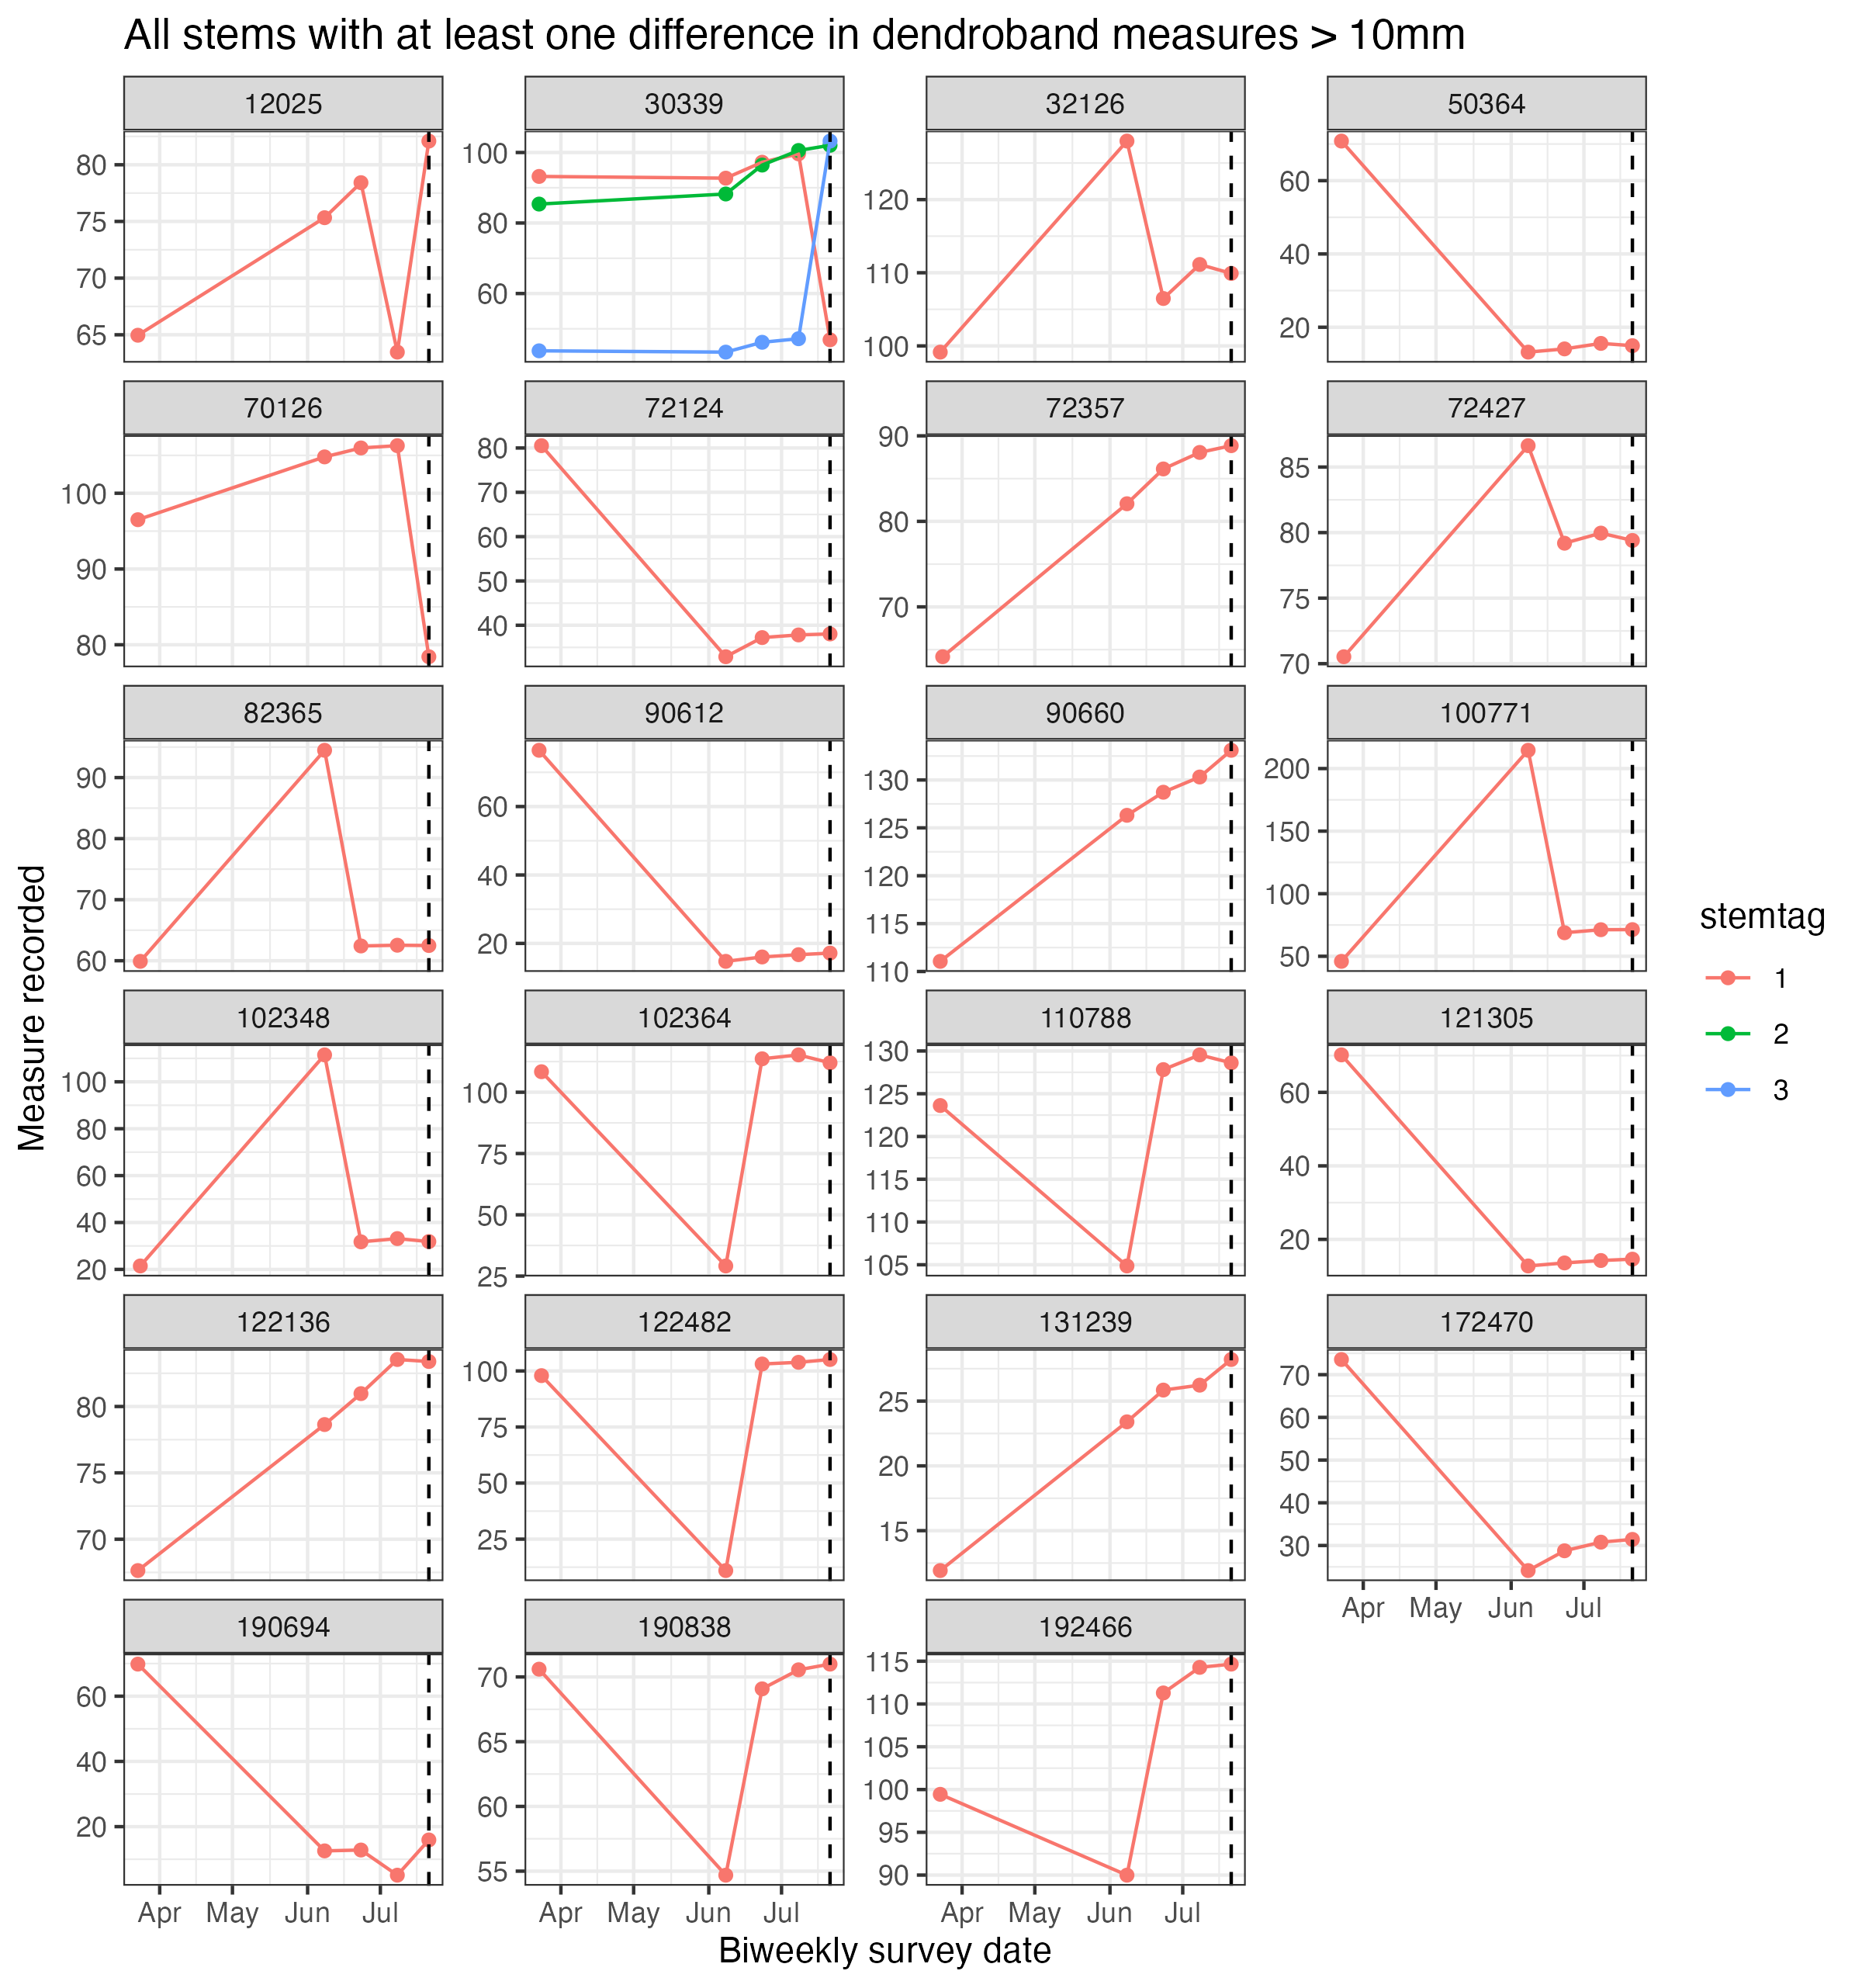 All stems with at least one difference in dendroband measures > 10mm
12025 30339 32126 50364
80 75 70 65
100 80 60
120 110 100
60 40 20
70126 72124 72357 72427
100 90 80
80 70 60 50 40
90 80 70
85 80 75 70
82365 90612 90660 100771
90 80 70 60
60 40 20
130 125 120 115 110
200 150 100 50
102348 102364 110788 121305
100 80 60 40 20
100 75 50 25
130 125 120 115 110 105
60 40 20
122136 122482 131239 172470
80 75 70
100 75 50 25
25 20 15
70 60 50 40 30
Apr May Jun Jul
190694 190838 192466
60 40 20
70 65 60 55
115 110 105 100 95 90
Apr May Jun Jul
Apr May Jun Jul
Apr May Jun Jul
Biweekly survey date
Measure recorded
stemtag
1
2
3